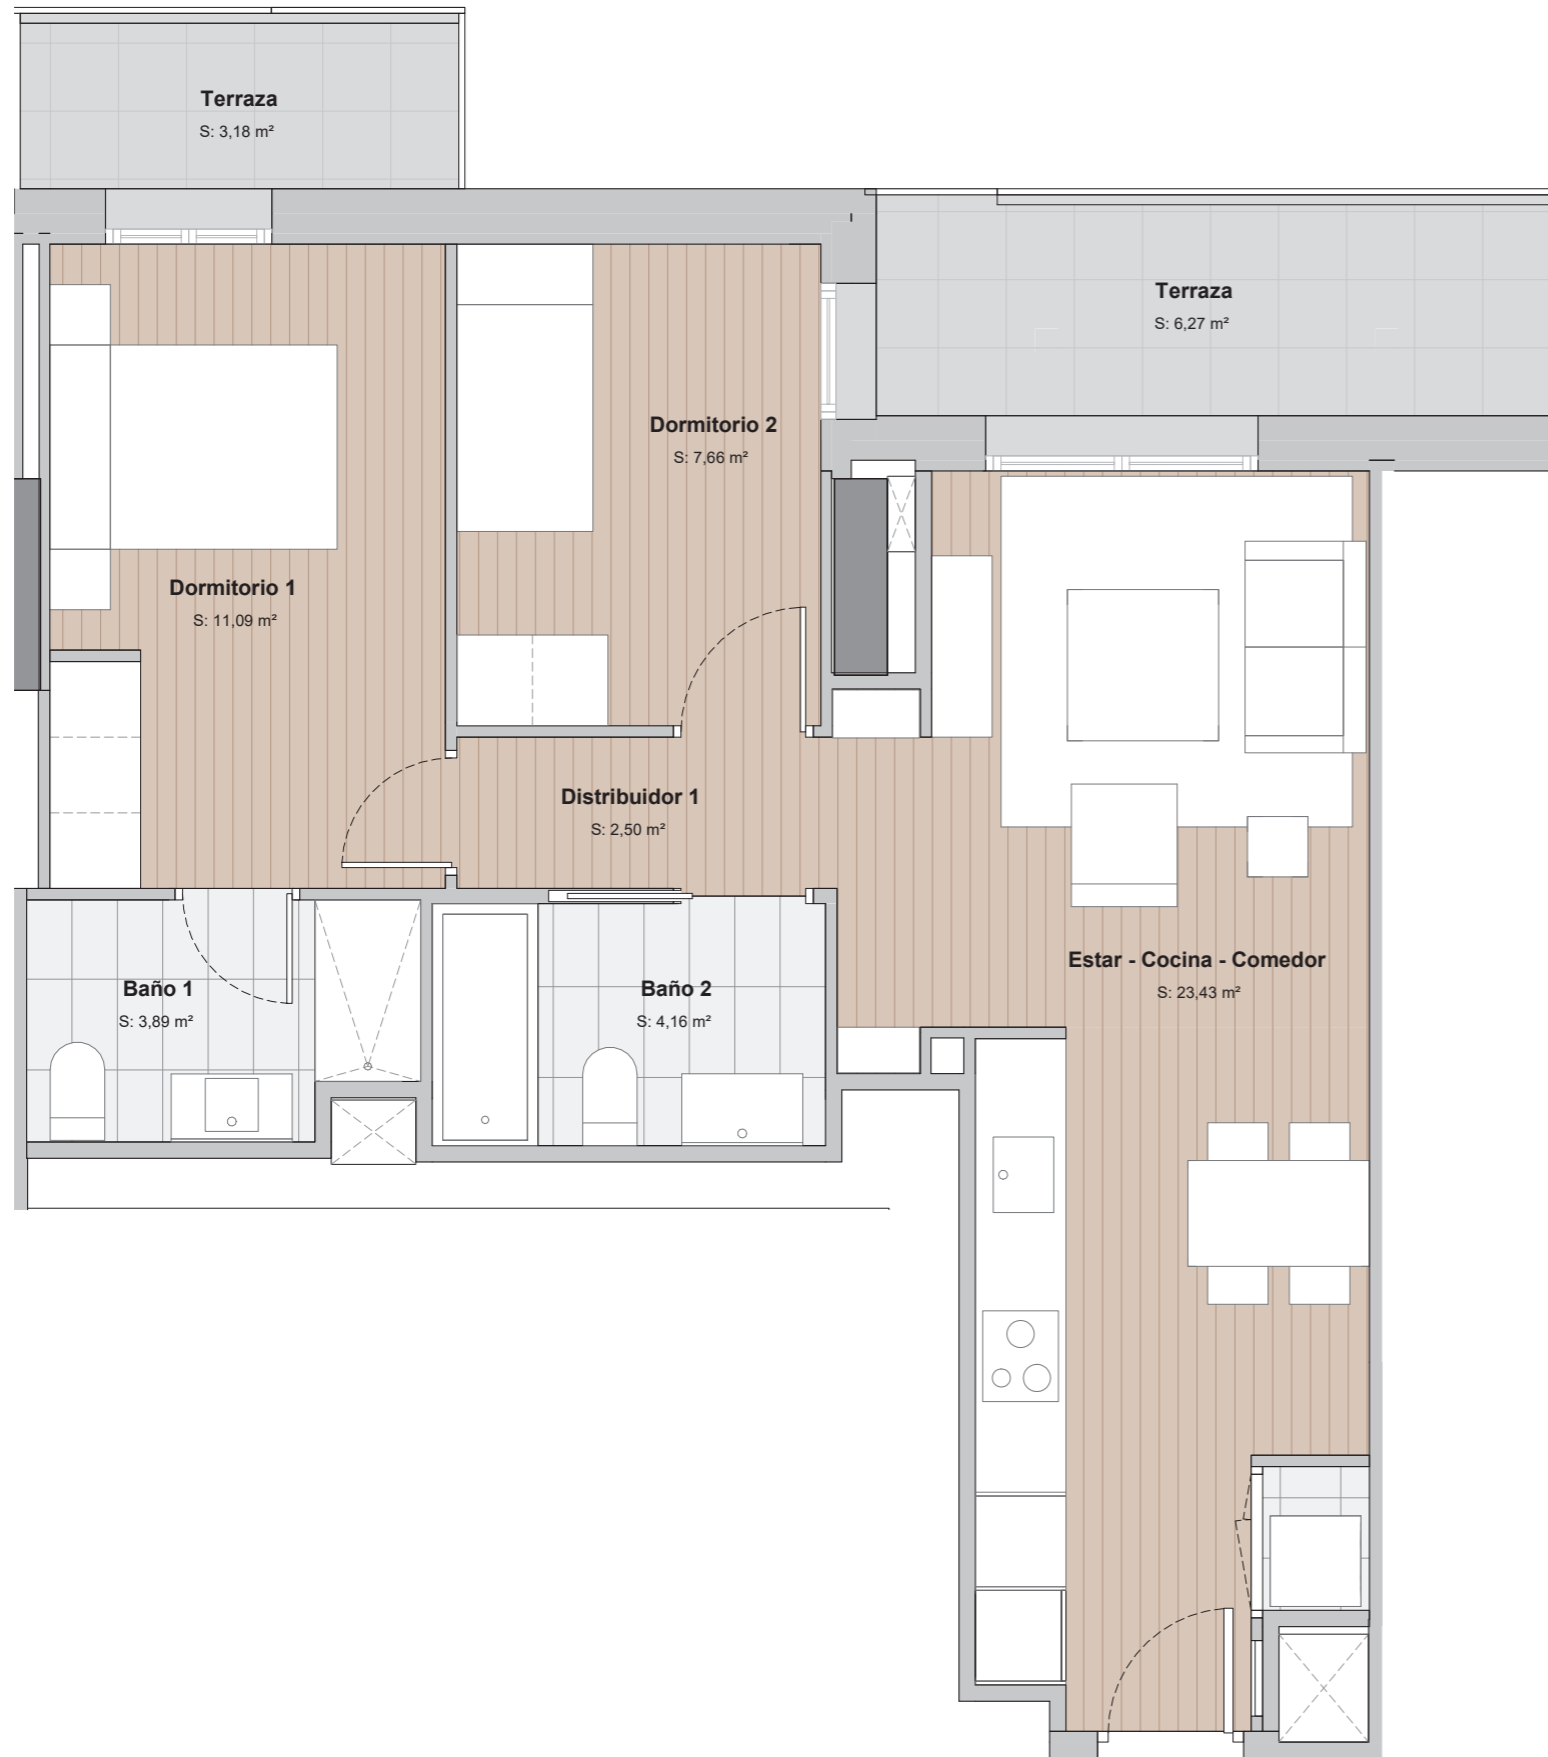 Terraza
S: 3,18 m²
Terraza
S: 6,27 m²
Dormitorio 2
S: 7,66 m²
Dormitorio 1
S: 11,09 m²
Distribuidor 1
S: 2,50 m²
Estar - Cocina - Comedor
S: 23,43 m²
Baño 1
S: 3,89 m²
Baño 2
S: 4,16 m²